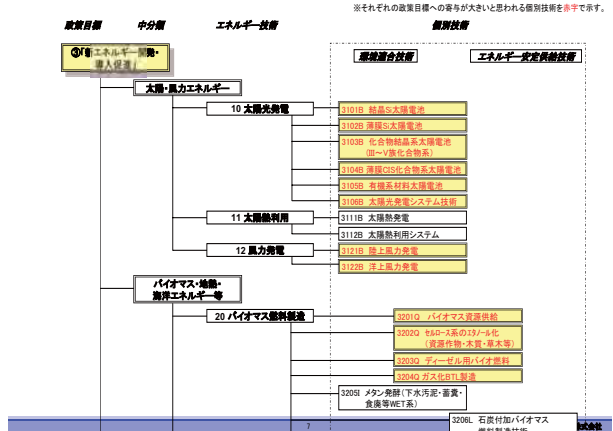 ※それぞれの政策目標への寄与が大きいと思われる個別技術を赤字で示す。
政策目標 中分類 エネルギー技術 個別技術
③「新エネルギー開発・
導入促進」
環境適合技術 エネルギー安定供給技術
太陽・風力エネルギー
10 太陽光発電
3101B 結晶Si太陽電池
3102B 薄膜Si太陽電池
3103B 化合物結晶系太陽電池
(Ⅲ～Ⅴ族化合物系)
3104B 薄膜CIS化合物系太陽電池
3105B 有機系材料太陽電池
3106B 太陽光発電システム技術
11 太陽熱利用
3111B 太陽熱発電
3112B 太陽熱利用システム
12 風力発電
3121B 陸上風力発電
3122B 洋上風力発電
バイオマス・地熱・
海洋エネルギー等
20 バイオマス燃料製造
3201Q バイオマス資源供給
3202Q セルロース系のエタノール化
(資源作物・木質・草木等)
3203Q ディーゼル用バイオ燃料
3204Q ガス化BTL製造
3205I メタン発酵(下水汚泥・畜糞・
食廃等WET系)
3206L 石炭付加バイオマス
燃料製造技術
7
株式会社